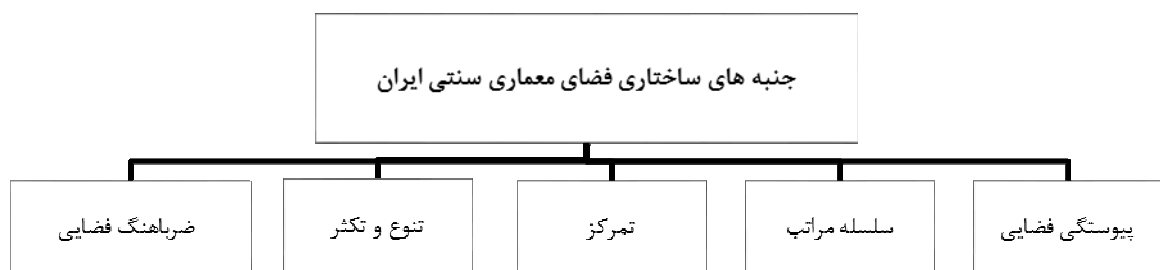 جنبه های ساختاری فضای معماری سنتی ایران
پیوستگی فضایی
سلسله مراتب
تمرکز
تنوع و تکثر
ضرباهنگ فضایی